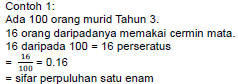 Contoh 1:
Ada 100 orang murid Tahun 3.
16 orang daripadanya memakai cermin mata.
16 daripada 100 = 16 perseratus
= 16/100 = 0.16
= sifar perpuluhan satu enam